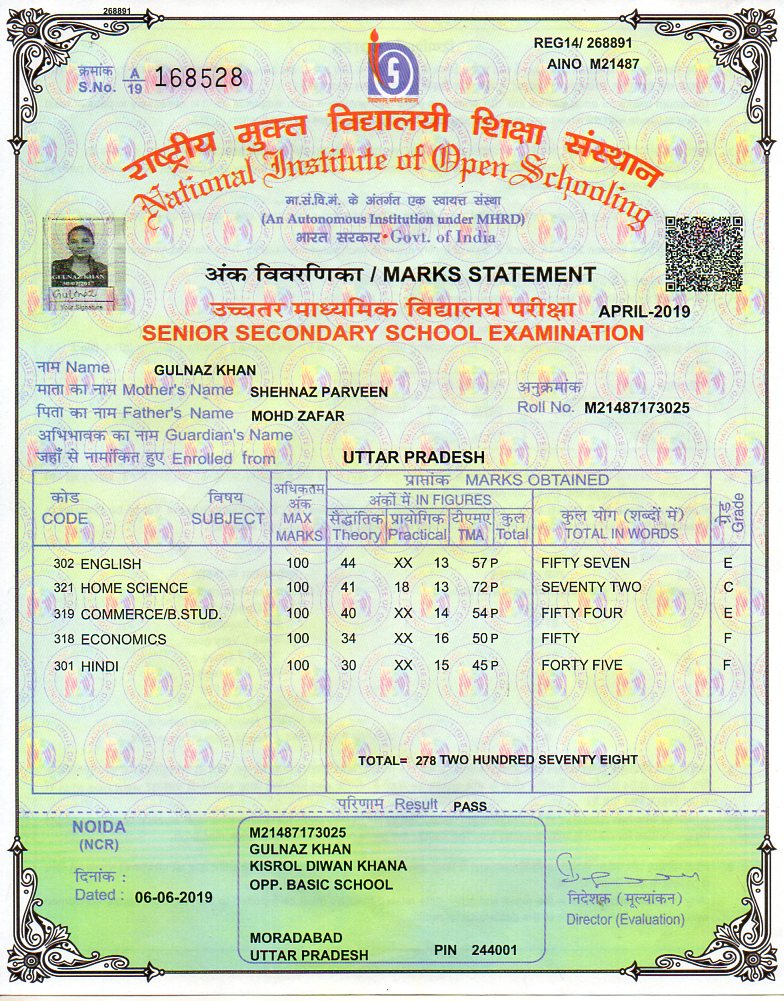 268891
REG14/ 268891
AINO M21487
क्रमांक
S.No. A/19 168528
राष्ट्रीय मुक्त विद्यालयी शिक्षा संस्थान
National Institute of Open Schooling
मा.सं.वि.मं. के अंतर्गत एक स्वायत्त संस्था
(An Autonomous Institution under MHRD)
भारत सरकार•Govt. of India
GULNAZ KHAN
Gulnaz
Your Signature
अंक विवरणिका / MARKS STATEMENT
उच्चतर माध्यमिक विद्यालय परीक्षा APRIL-2019
SENIOR SECONDARY SCHOOL EXAMINATION
नाम Name GULNAZ KHAN
माता का नाम Mother's Name SHEHNAZ PARVEEN
अनुक्रमांक
पिता का नाम Father's Name MOHD ZAFAR
Roll No. M21487173025
अभिभावक का नाम Guardian's Name
जहाँ से नामांकित हुए Enrolled from UTTAR PRADESH
कोड
CODE
विषय
SUBJECT
अधिकतम
अंक
MAX
MARKS
प्राप्तांक MARKS OBTAINED
अंकों में IN FIGURES
सैद्धांतिक
Theory
प्रायोगिक
Practical
टीएमए
TMA
कुल
Total
कुल योग (शब्दों में)
TOTAL IN WORDS
ग्रेड
Grade
302 ENGLISH 100 44 XX 13 57 P FIFTY SEVEN E
321 HOME SCIENCE 100 41 18 13 72 P SEVENTY TWO C
319 COMMERCE/B.STUD. 100 40 XX 14 54 P FIFTY FOUR E
318 ECONOMICS 100 34 XX 16 50 P FIFTY F
301 HINDI 100 30 XX 15 45 P FORTY FIVE F
TOTAL= 278 TWO HUNDRED SEVENTY EIGHT
परिणाम Result PASS
NOIDA
(NCR)
दिनांक :
Dated : 06-06-2019
M21487173025
GULNAZ KHAN
KISROL DIWAN KHANA
OPP. BASIC SCHOOL
MORADABAD
UTTAR PRADESH PIN 244001
निदेशक (मूल्यांकन)
Director (Evaluation)